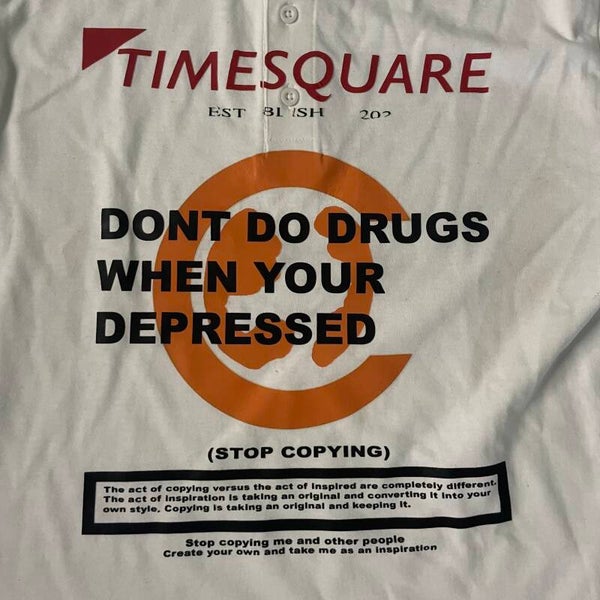 TIMESQUARE
EST
DONT DO DRUGS
WHEN YOUR
DEPRESSED
(STOP COPYING)
The act of copying versus the act of inspired are completely different.
The act of inspiration is taking an original and converting it into your
own style, Copying is taking an original and keeping it.
Stop copying me and other people
Create your own and take me as an inspiration